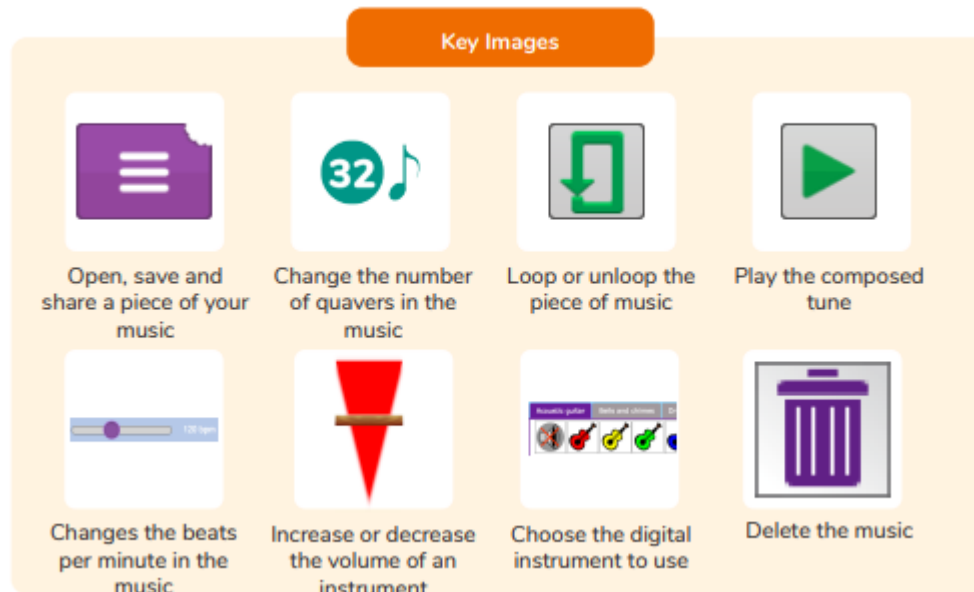 Key Images
32
Open, save and
share a piece of your
music
Change the number
of quavers in the
music
Loop or unloop the
piece of music
Play the composed
tune
120 bpm
Acoustic guitar Bells and chimes
Changes the beats
per minute in the
music
Increase or decrease
the volume of an
instrument
Choose the digital
instrument to use
Delete the music